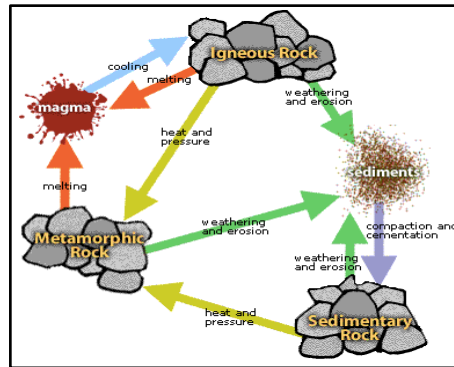 Igneous Rock
cooling
melting
magma
weathering
and erosion
heat and
pressure
sediments
melting
weathering
and erosion
compaction and
cementation
Metamorphic
Rock
weathering
and erosion
heat and
pressure
Sedimentary
Rock